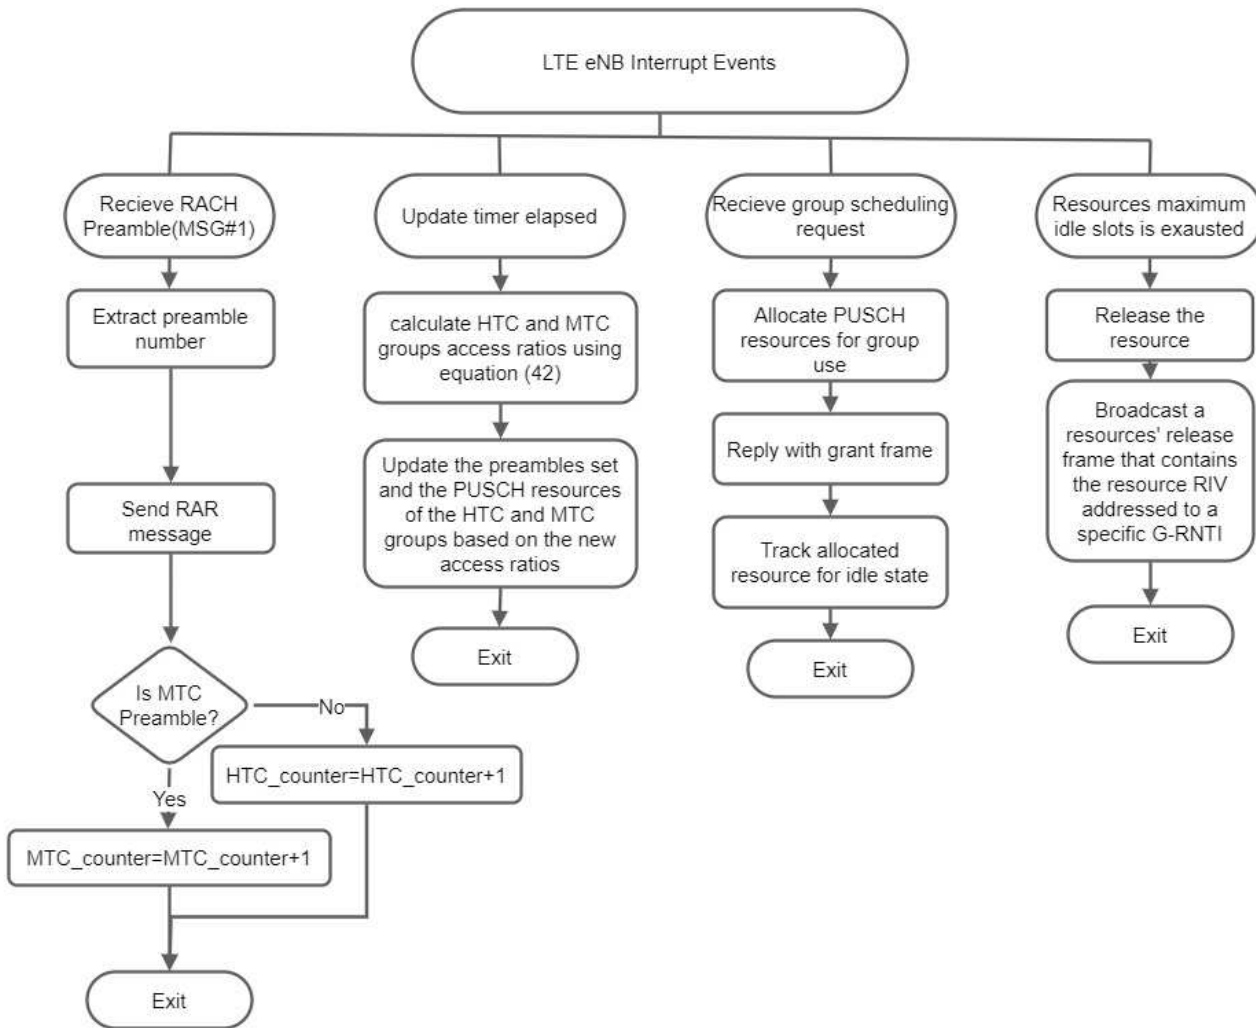 LTE eNB Interrupt Events
Recieve RACH
Preamble(MSG#1)
Extract preamble
number
Send RAR
message
Is MTC
Preamble?
No
HTC_counter=HTC_counter+1
Yes
MTC_counter=MTC_counter+1
Exit
Update timer elapsed
calculate HTC and MTC
groups access ratios using
equation (42)
Update the preambles set
and the PUSCH resources
of the HTC and MTC
groups based on the new
access ratios
Exit
Recieve group scheduling
request
Allocate PUSCH
resources for group
use
Reply with grant frame
Track allocated
resource for idle state
Exit
Resources maximum
idle slots is exausted
Release the
resource
Broadcast a
resources' release
frame that contains
the resource RIV
addressed to a
specific G-RNTI
Exit